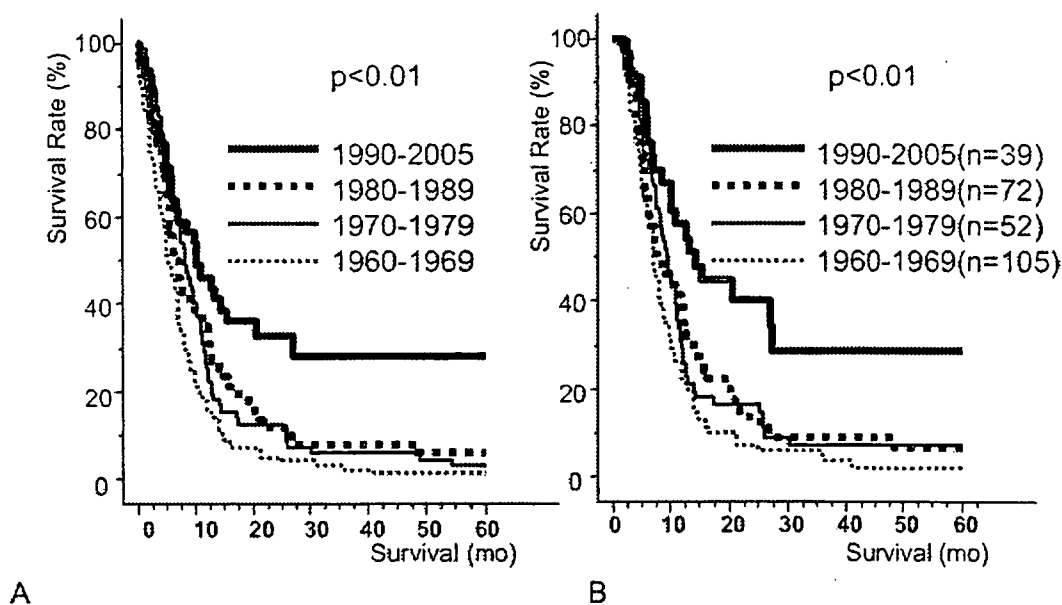 100
80
60
40
20
0
Survival Rate (%)
p<0.01
1990-2005
1980-1989
1970-1979
1960-1969
0 10 20 30 40 50 60
Survival (mo)
A
100
80
60
40
20
0
Survival Rate (%)
p<0.01
1990-2005(n=39)
1980-1989(n=72)
1970-1979(n=52)
1960-1969(n=105)
0 10 20 30 40 50 60
Survival (mo)
B